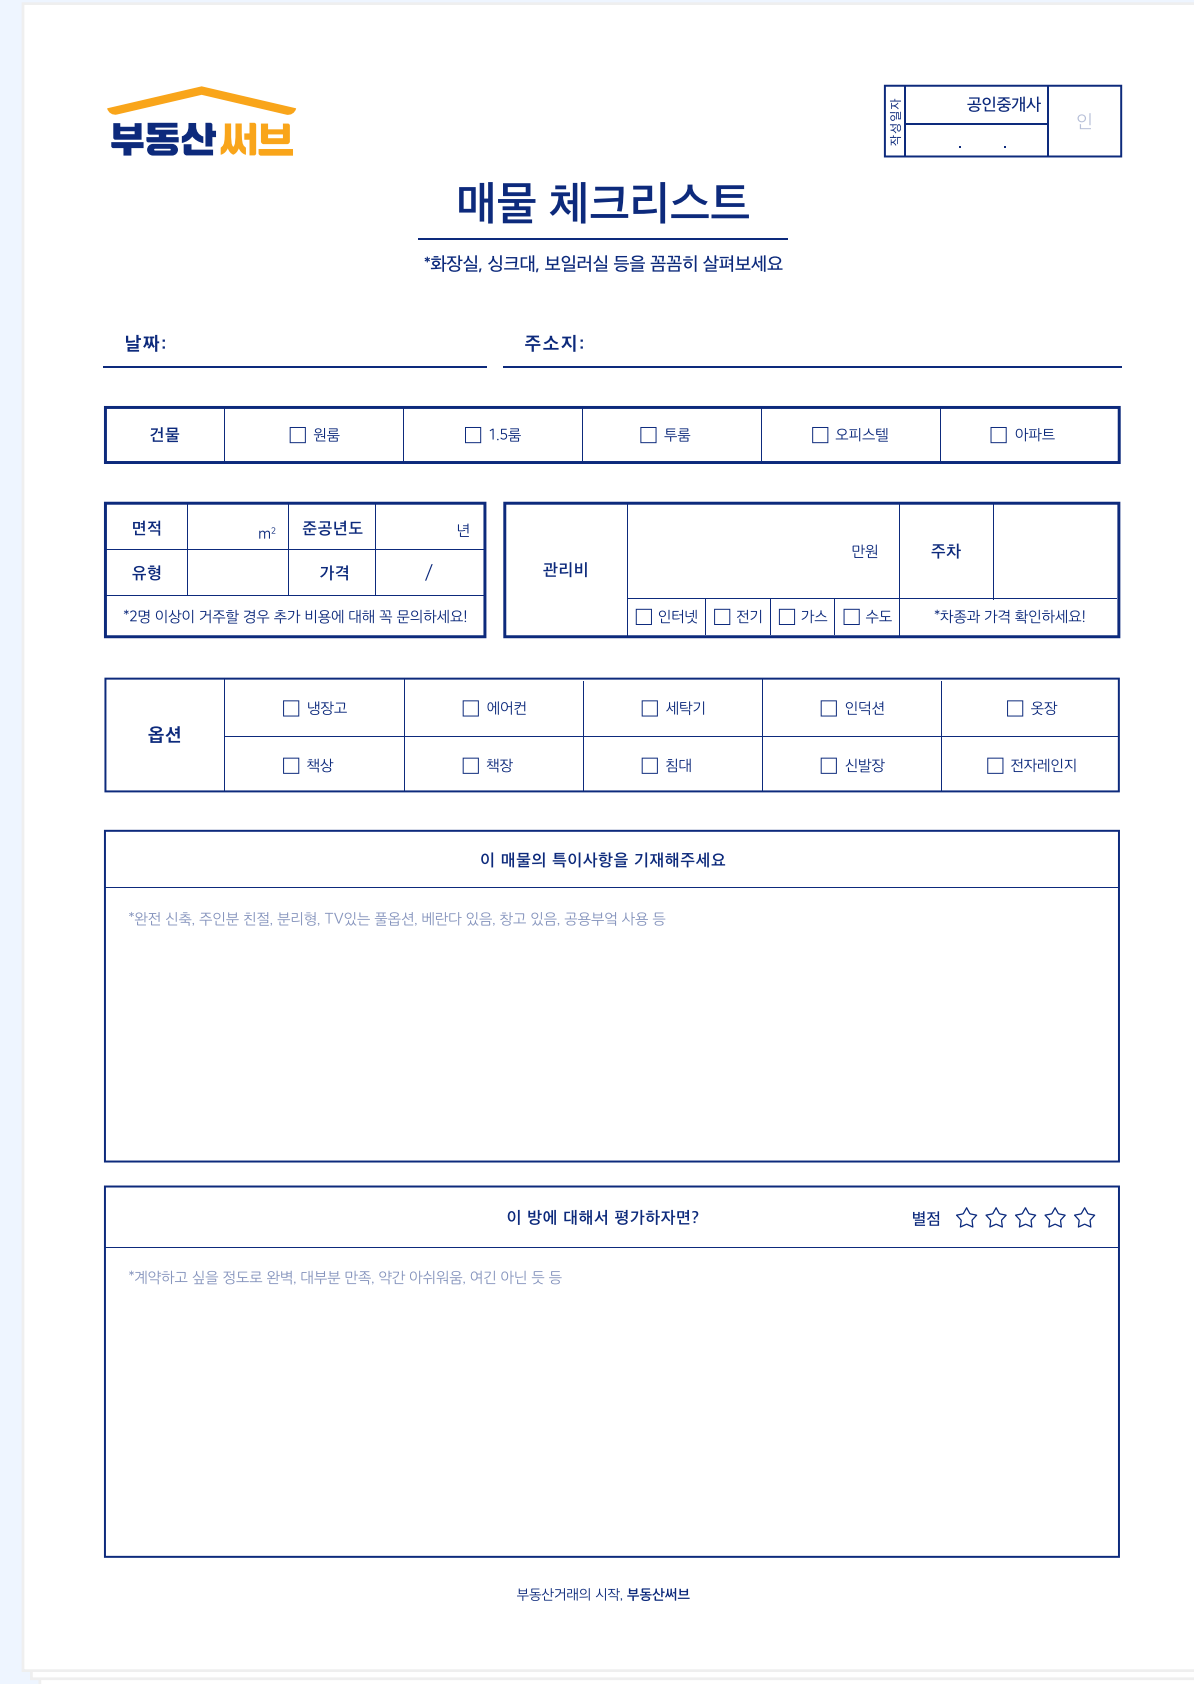 부동산써브
작성일자
공인중개사
인
. .
매물 체크리스트
*화장실, 싱크대, 보일러실 등을 꼼꼼히 살펴보세요
날짜: 주소지:
건물 □ 원룸 □ 1.5룸 □ 투룸 □ 오피스텔 □ 아파트
면적 m² 준공년도 년
유형 가격 /
*2명 이상이 거주할 경우 추가 비용에 대해 꼭 문의하세요!
관리비 만원 주차
□ 인터넷 □ 전기 □ 가스 □ 수도 *차종과 가격 확인하세요!
옵션
□ 냉장고 □ 에어컨 □ 세탁기 □ 인덕션 □ 옷장
□ 책상 □ 책장 □ 침대 □ 신발장 □ 전자레인지
이 매물의 특이사항을 기재해주세요
*완전 신축, 주인분 친절, 분리형, TV있는 풀옵션, 베란다 있음, 창고 있음, 공용부엌 사용 등
이 방에 대해서 평가하자면? 별점 ☆ ☆ ☆ ☆ ☆
*계약하고 싶을 정도로 완벽, 대부분 만족, 약간 아쉬워움, 여긴 아닌 듯 등
부동산거래의 시작, 부동산써브